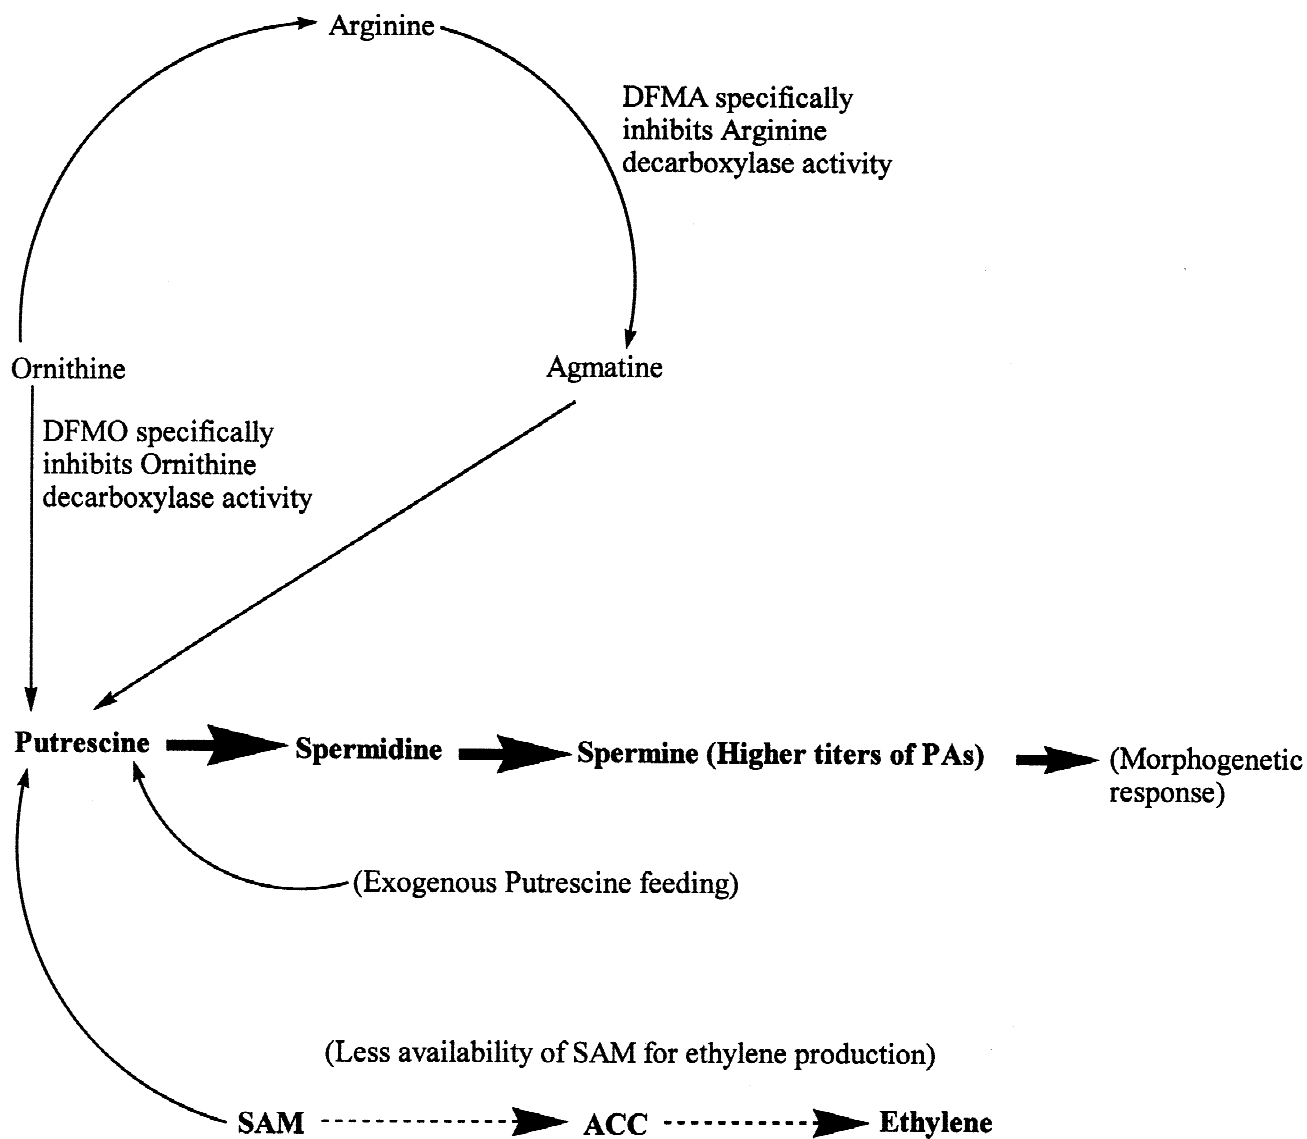 Arginine
DFMA specifically
inhibits Arginine
decarboxylase activity
Ornithine
Agmatine
DFMO specifically
inhibits Ornithine
decarboxylase activity
Putrescine
Spermidine
Spermine (Higher titers of PAs)
(Morphogenetic
response)
(Exogenous Putrescine feeding)
(Less availability of SAM for ethylene production)
SAM
ACC
Ethylene